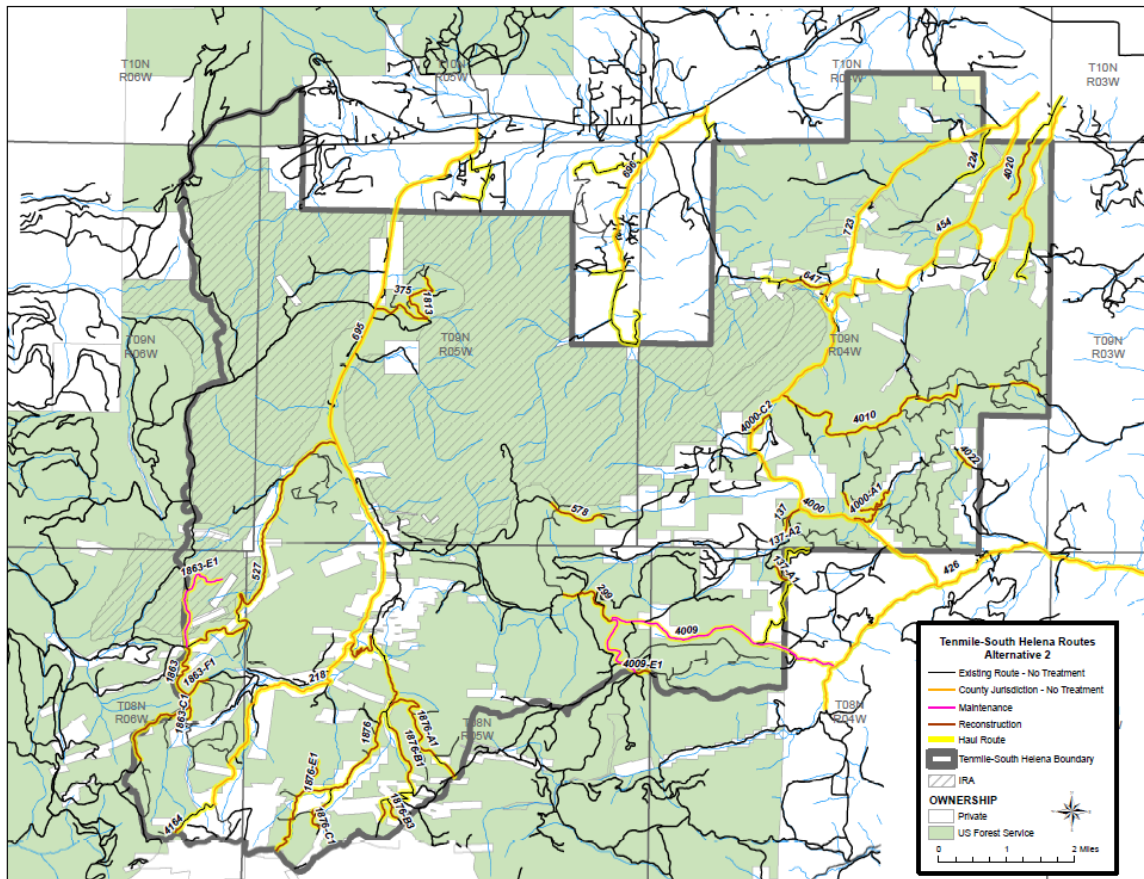 T10N
R06W
T10N
R05W
T10N
T10N
R03W
224
4020
696
454
723
647
375
1813
695
T09N
R06W
T09N
R05W
T09N
R04W
T09N
R03W
4000-C2
4010
4022
4000-A1
4000
578
137
137-A2
137-A1
426
1863-E1
527
299
4009
4009-E1
1863
1863-F1
218
1863-C1
T08N
R06W
T08N
R05W
T08N
R04W
1876
1876-A1
1876-B1
1876-E1
1876-C1
1876-B3
4164
Tenmile-South Helena Routes
Alternative 2
Existing Route - No Treatment
County Jurisdiction - No Treatment
Maintenance
Reconstruction
Haul Route
Tenmile-South Helena Boundary
IRA
OWNERSHIP
Private
US Forest Service
0 1 2 Miles